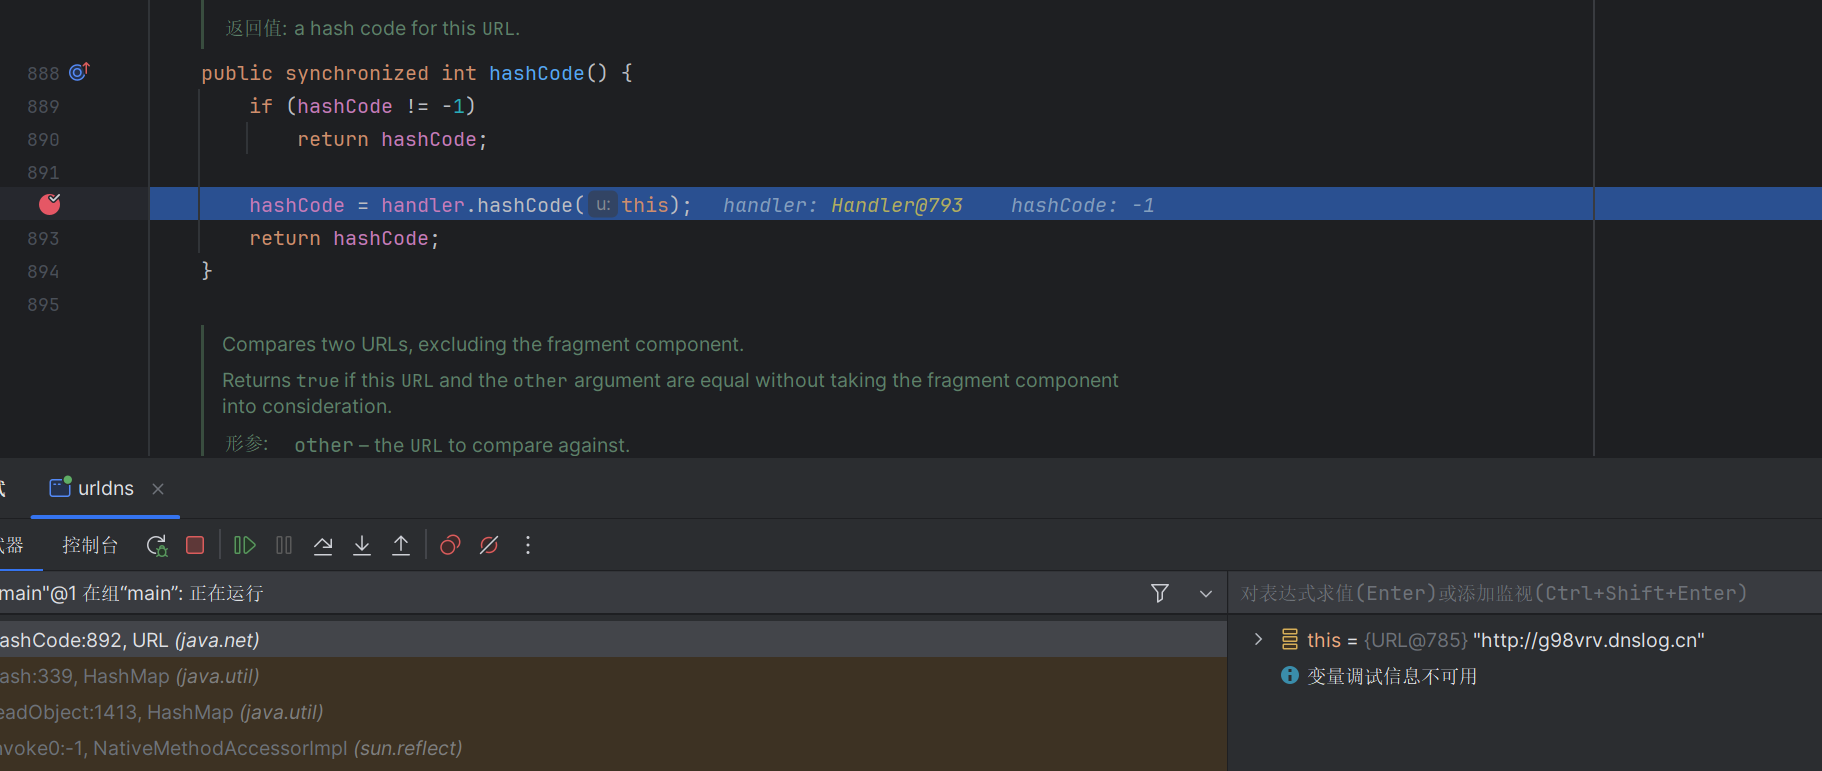 返回值: a hash code for this URL.
888 public synchronized int hashCode() {
889 if (hashCode != -1)
890 return hashCode;
891
hashCode = handler.hashCode( u: this); handler: Handler@793 hashCode: -1
893 return hashCode;
894 }
895
Compares two URLs, excluding the fragment component.
Returns true if this URL and the other argument are equal without taking the fragment component
into consideration.
形参: other – the URL to compare against.
urldns
器 控制台
main"@1 在组“main”: 正在运行
对表达式求值(Enter)或添加监视(Ctrl+Shift+Enter)
ashCode:892, URL (java.net)
ash:339, HashMap (java.util)
eadObject:1413, HashMap (java.util)
nvoke0:-1, NativeMethodAccessorImpl (sun.reflect)
this = {URL@785} "http://g98vrv.dnslog.cn"
变量调试信息不可用